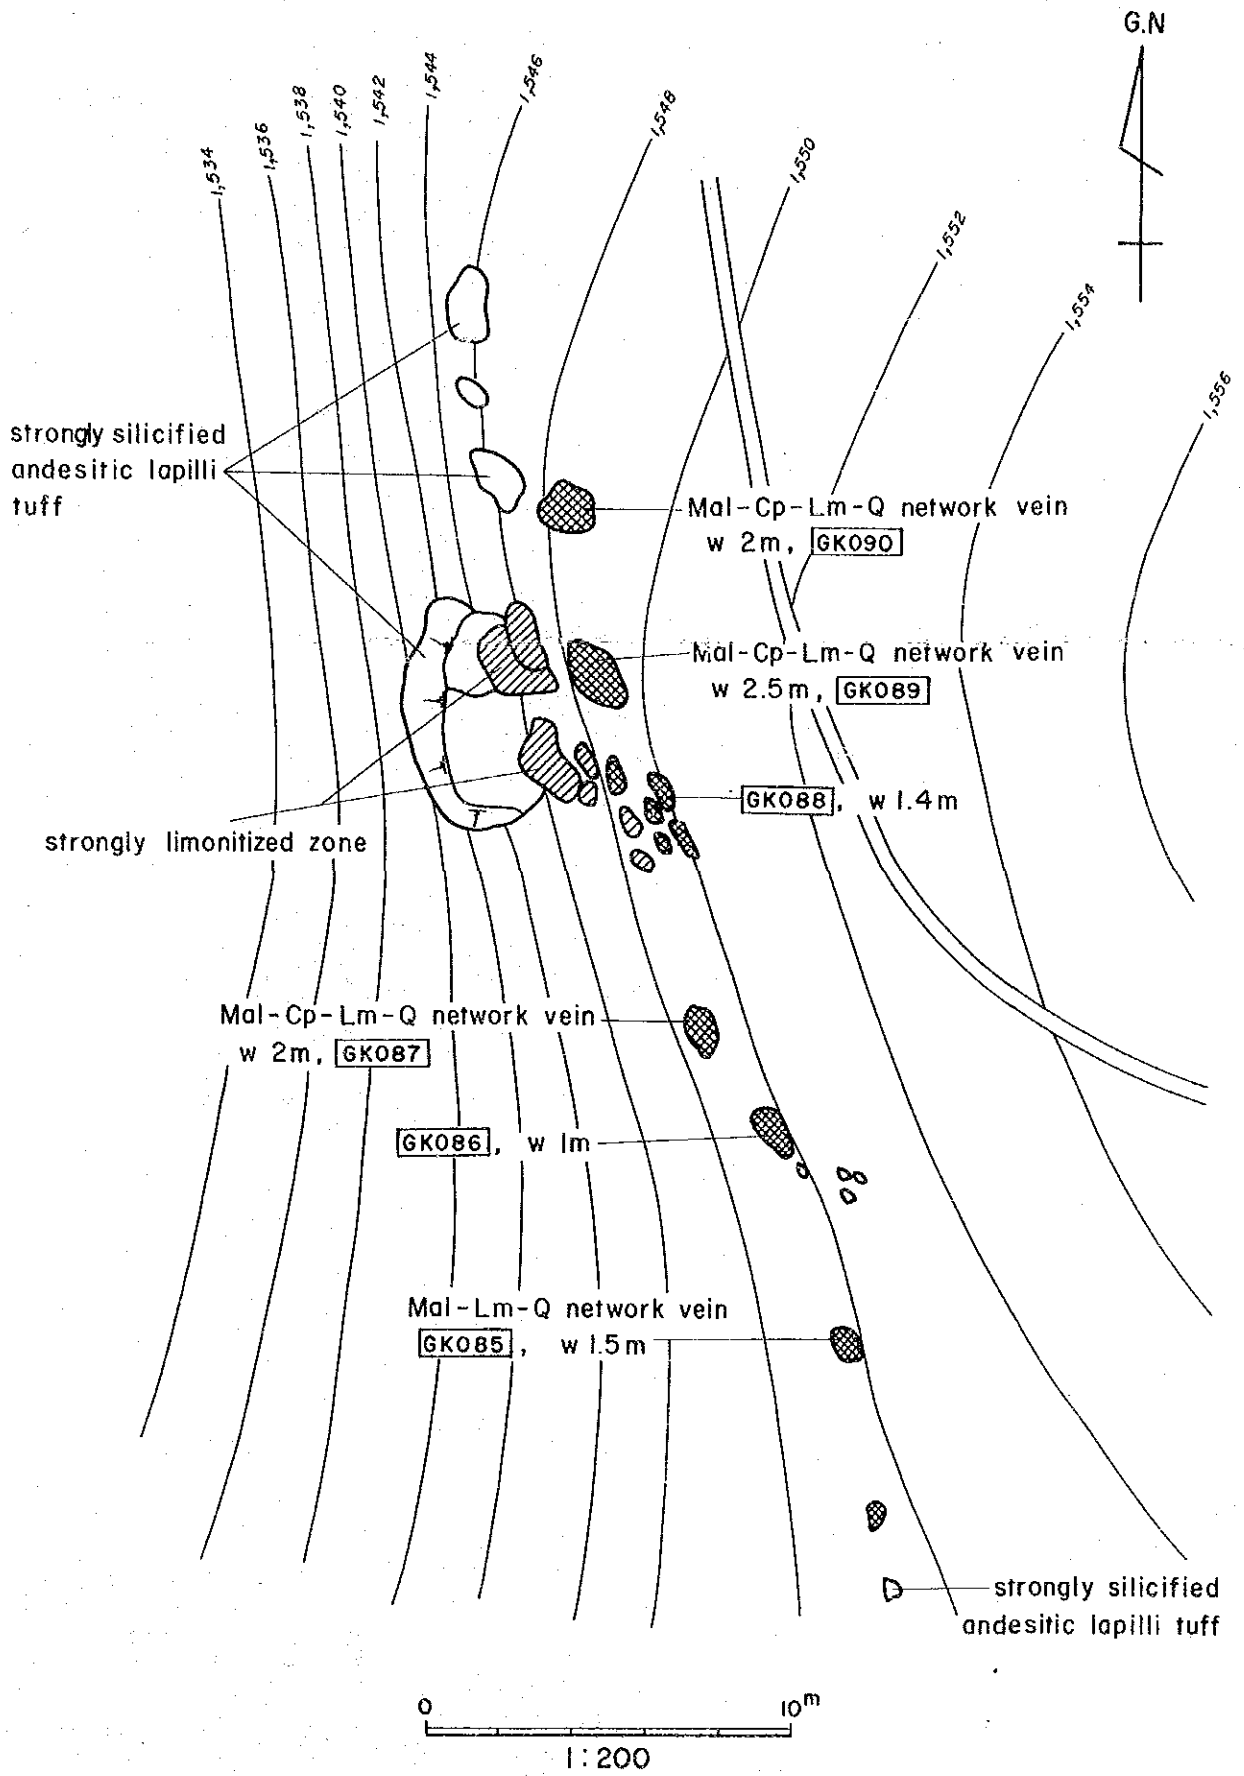 G.N
1,534
1,536
1,538
1,540
1,542
1,544
1,546
1,548
1,550
1,552
1,554
1,556
strongly silicified
andesitic lapilli
tuff
Mal-Cp-Lm-Q network vein
w 2m, GK090
Mal-Cp-Lm-Q network vein
w 2.5m, GK089
GK088, w 1.4m
strongly limonitized zone
Mal-Cp-Lm-Q network vein
w 2m, GK087
GK086, w 1m
Mal-Lm-Q network vein
GK085, w 1.5m
strongly silicified
andesitic lapilli tuff
0 10m
1:200